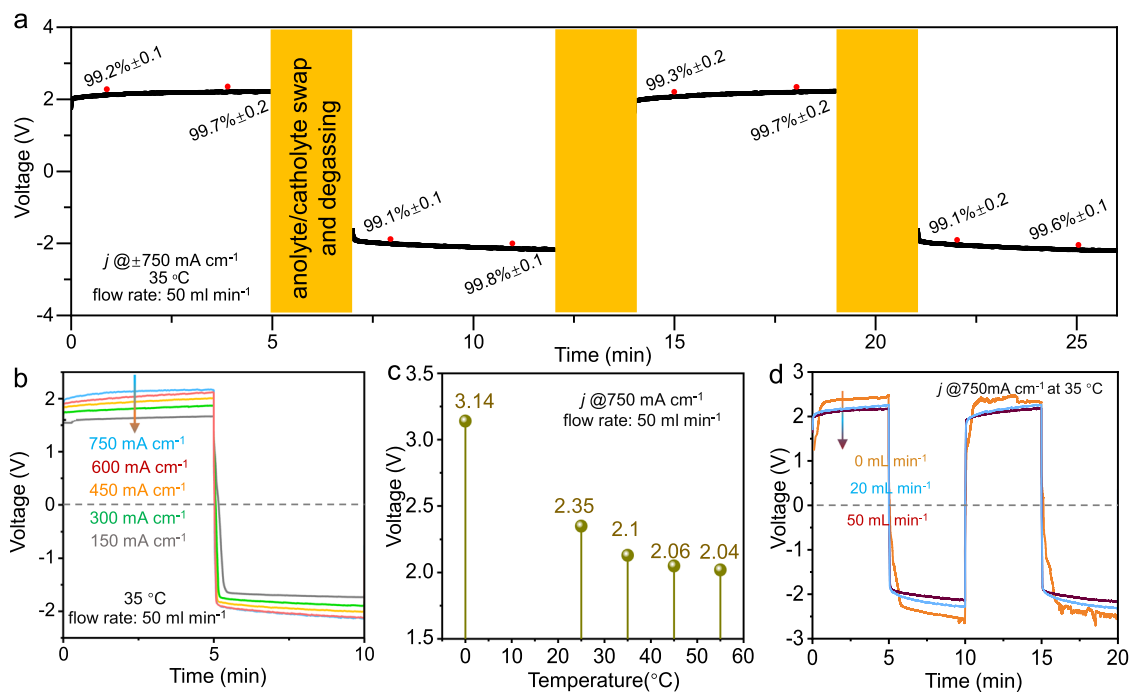 a
4
2
0
-2
-4
Voltage (V)
99.2%±0.1
99.7%±0.2
anolyte/catholyte swap
and degassing
99.1%±0.1
99.8%±0.1
99.3%±0.2
99.7%±0.2
99.1%±0.2
99.6%±0.1
j @±750 mA cm⁻¹
35 °C
flow rate: 50 ml min⁻¹
0 5 10 15 20 25
Time (min)
b
2
1
0
-1
-2
Voltage (V)
750 mA cm⁻¹
600 mA cm⁻¹
450 mA cm⁻¹
300 mA cm⁻¹
150 mA cm⁻¹
35 °C
flow rate: 50 ml min⁻¹
0 5 10
Time (min)
c
3.5
3.0
2.5
2.0
1.5
Voltage (V)
j @750 mA cm⁻¹
flow rate: 50 ml min⁻¹
3.14
2.35
2.1
2.06
2.04
0 10 20 30 40 50 60
Temperature(°C)
d
3
2
1
0
-1
-2
-3
Voltage (V)
j @750mA cm⁻¹ at 35 °C
0 mL min⁻¹
20 mL min⁻¹
50 mL min⁻¹
0 5 10 15 20
Time (min)